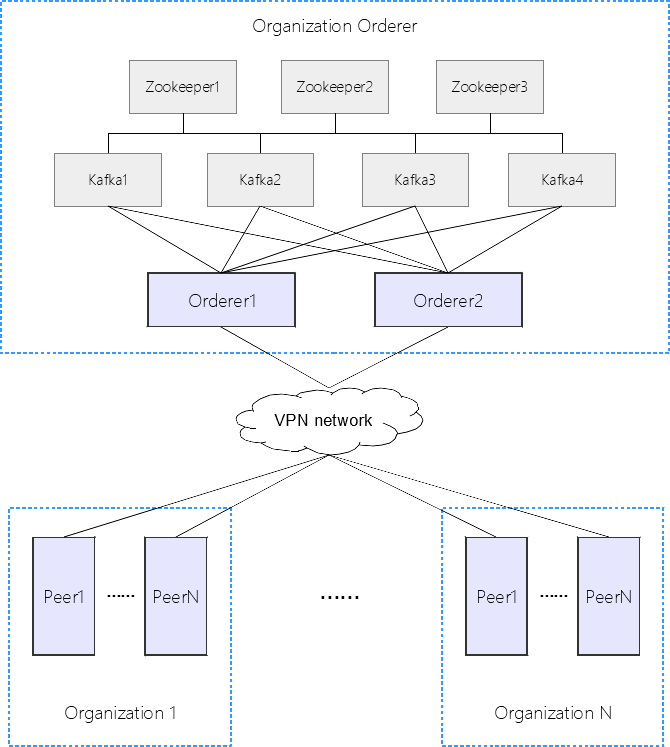 Organization Orderer
Zookeeper1 Zookeeper2 Zookeeper3
Kafka1 Kafka2 Kafka3 Kafka4
Orderer1 Orderer2
VPN network
Peer1 ...... PeerN ...... Peer1 ...... PeerN
Organization 1 Organization N